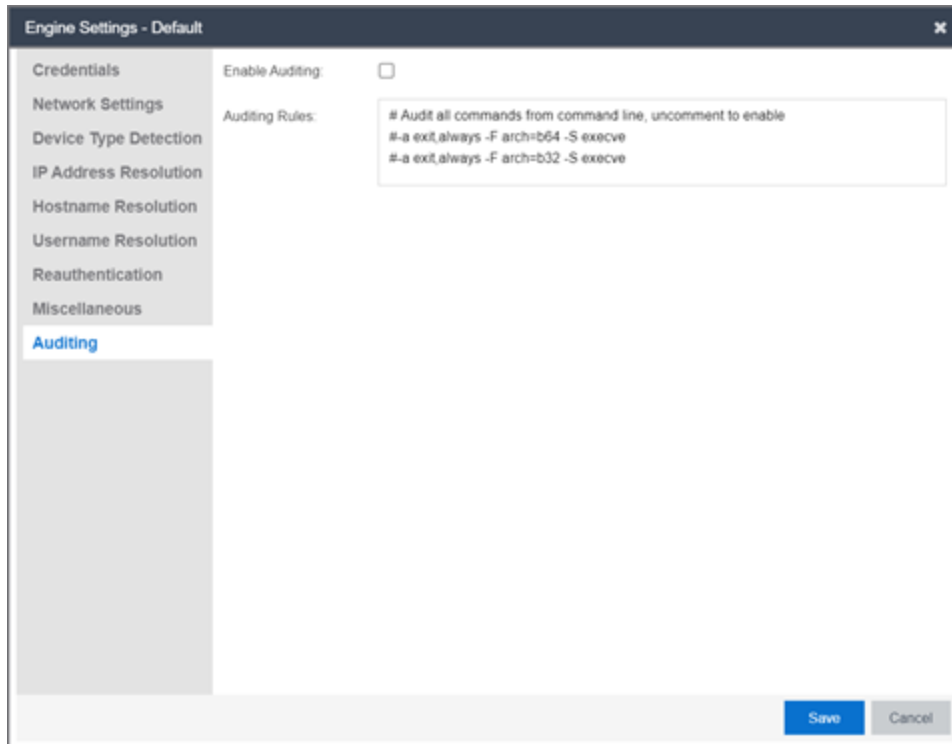 Engine Settings - Default
Credentials
Network Settings
Device Type Detection
IP Address Resolution
Hostname Resolution
Username Resolution
Reauthentication
Miscellaneous
Auditing
Enable Auditing:
Auditing Rules:
# Audit all commands from command line, uncomment to enable
#-a exit,always -F arch=b64 -S execve
#-a exit,always -F arch=b32 -S execve
Save
Cancel